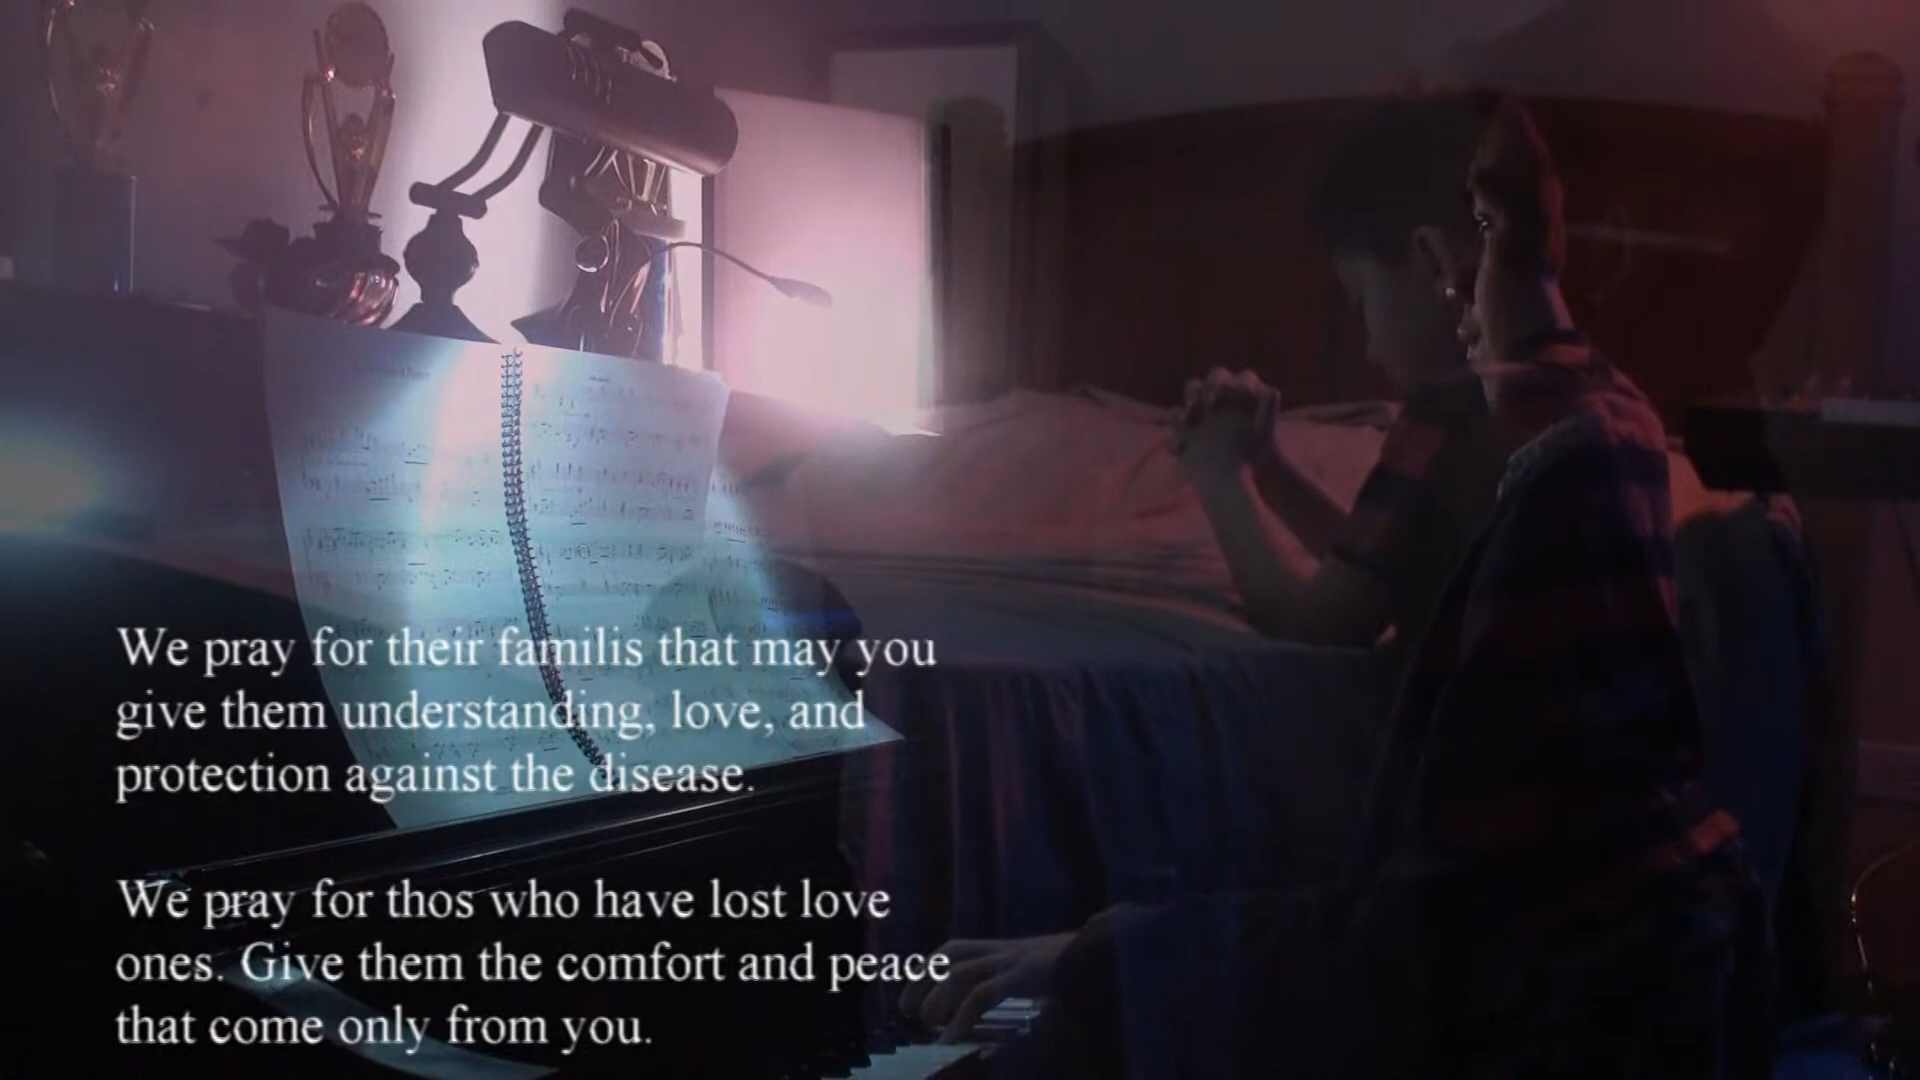 We pray for their familis that may you
give them understanding, love, and
protection against the disease.
We pray for thos who have lost love
ones. Give them the comfort and peace
that come only from you.